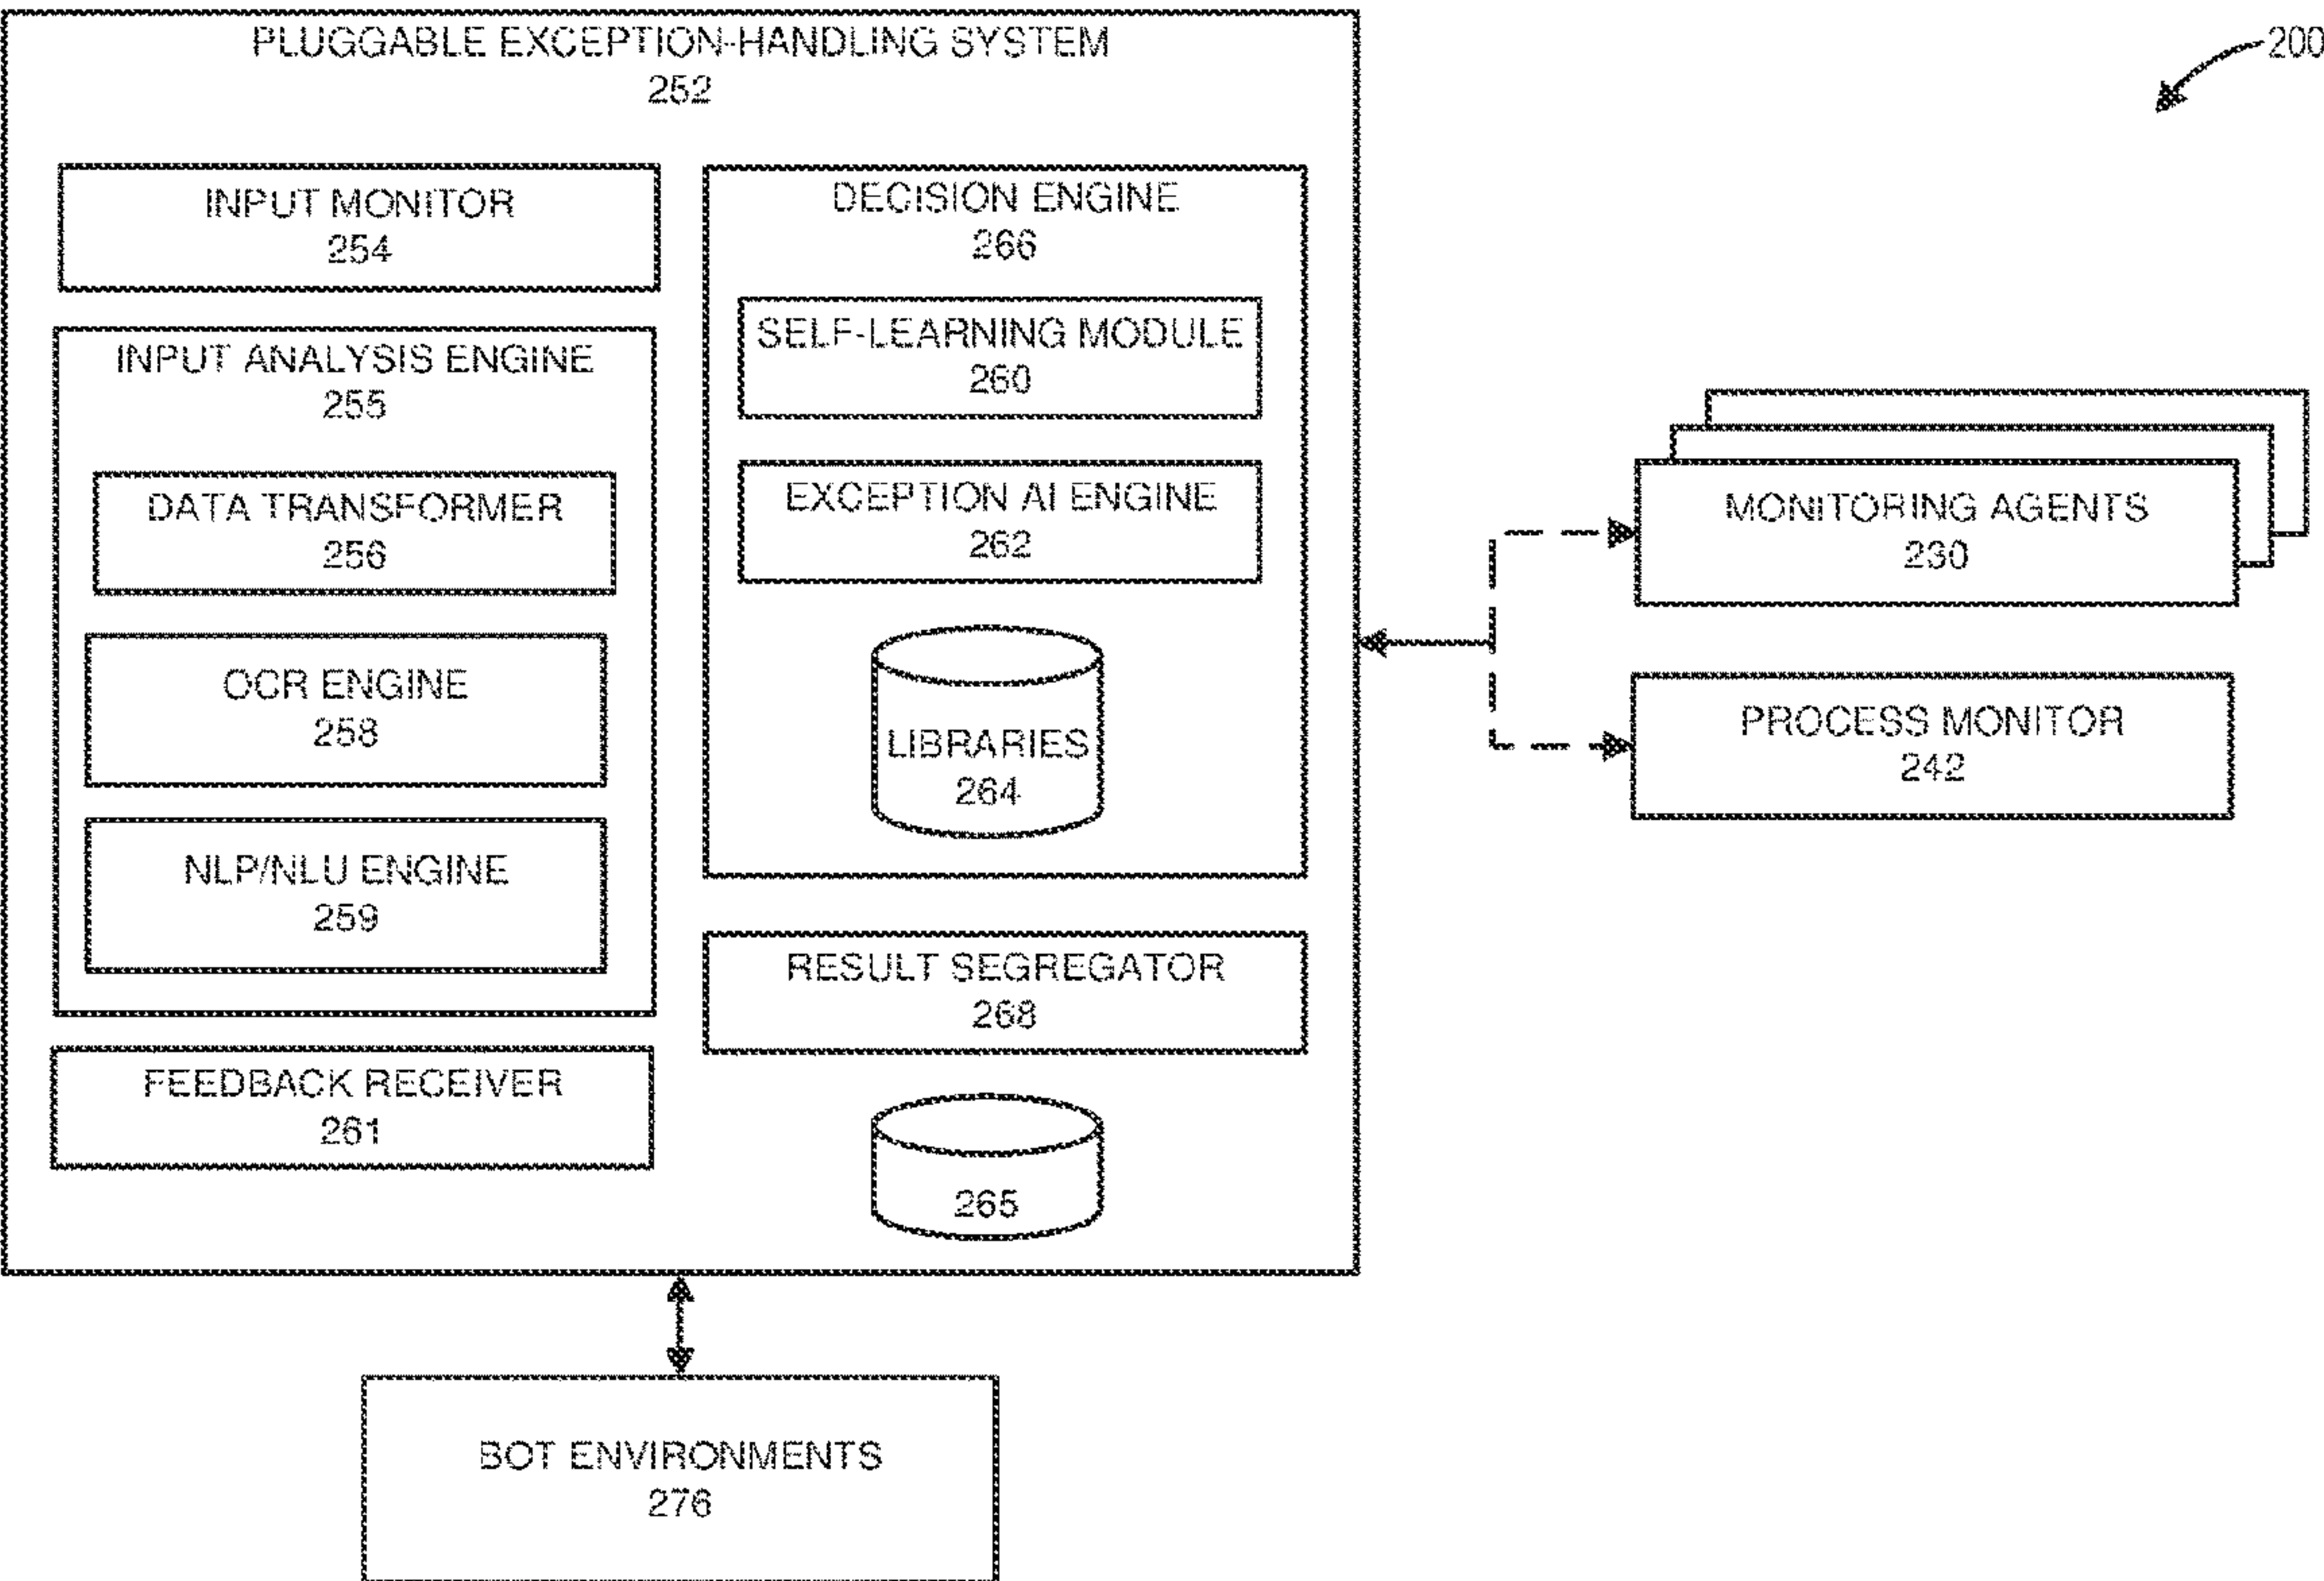 PLUGGABLE EXCEPTION-HANDLING SYSTEM
252
200
INPUT MONITOR
254
INPUT ANALYSIS ENGINE
255
DATA TRANSFORMER
256
OCR ENGINE
258
NLP/NLU ENGINE
259
FEEDBACK RECEIVER
261
DECISION ENGINE
266
SELF-LEARNING MODULE
260
EXCEPTION AI ENGINE
262
LIBRARIES
264
RESULT SEGREGATOR
268
265
MONITORING AGENTS
230
PROCESS MONITOR
242
BOT ENVIRONMENTS
276